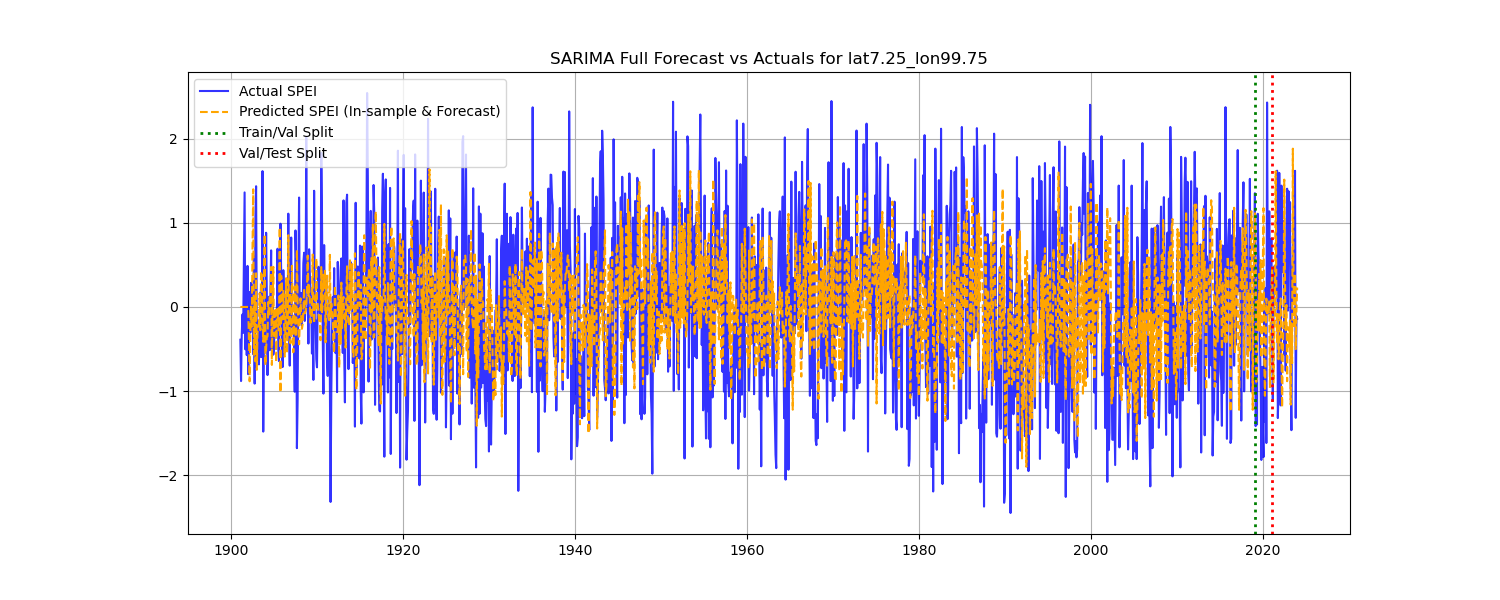 SARIMA Full Forecast vs Actuals for lat7.25_lon99.75
Actual SPEI
Predicted SPEI (In-sample & Forecast)
Train/Val Split
Val/Test Split
2
1
0
−1
−2
1900 1920 1940 1960 1980 2000 2020